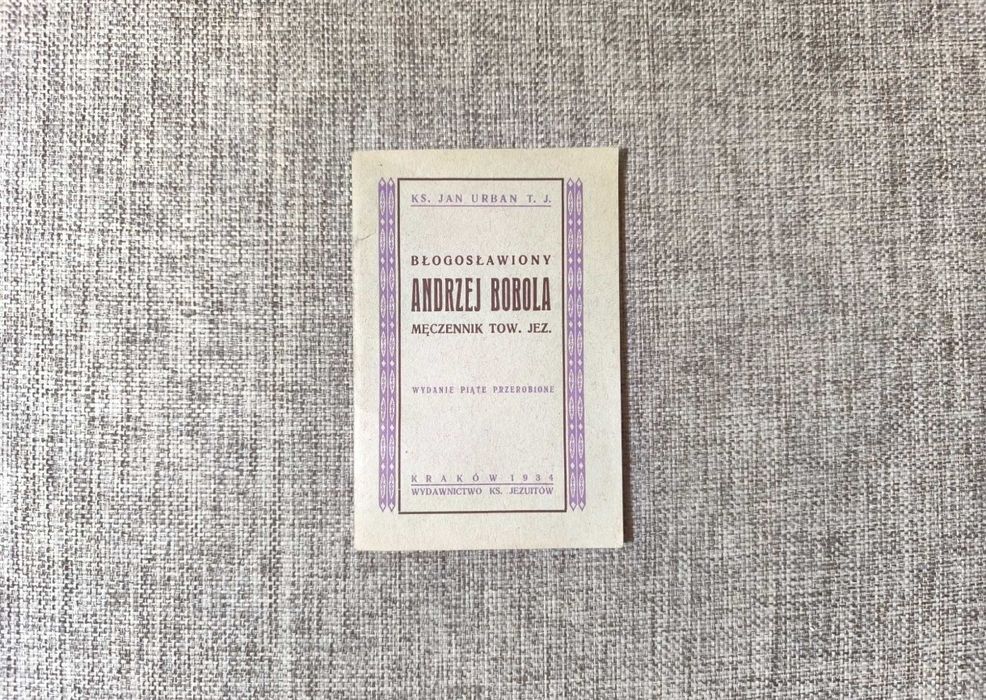 KS. JAN URBAN T. J.
BŁOGOSŁAWIONY
ANDRZEJ BOBOLA
MĘCZENNIK TOW. JEZ.
WYDANIE PIĄTE PRZEROBIONE
KRAKÓW 1934
WYDAWNICTWO KS. JEZUITÓW